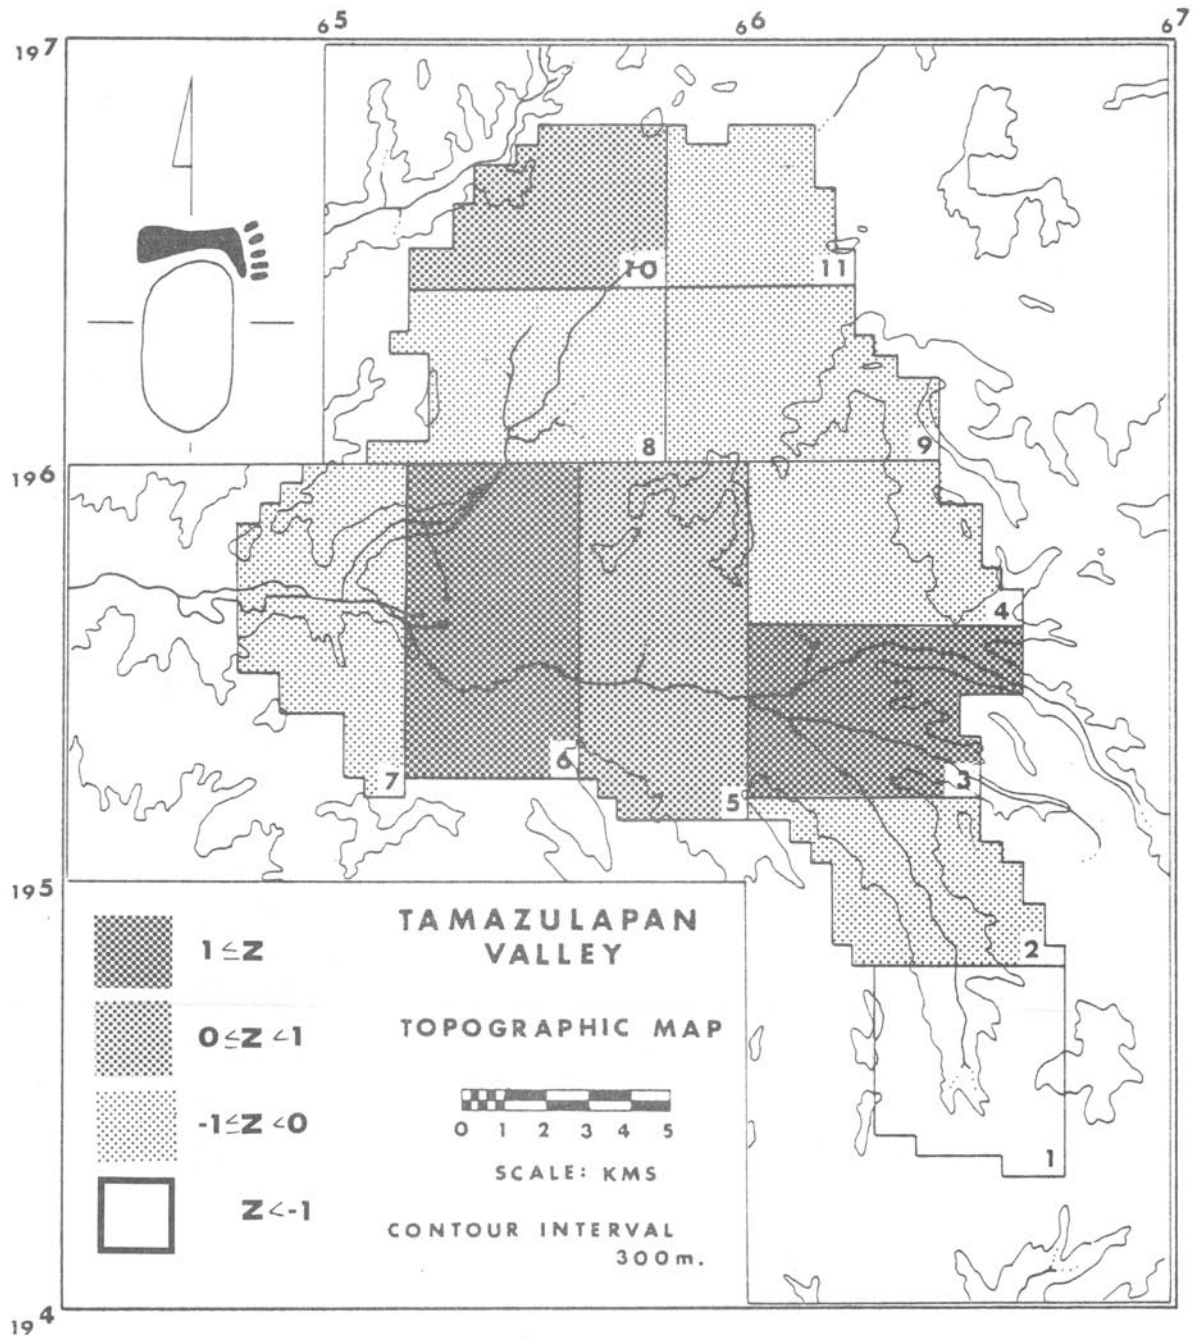 65 66 67
197
10 11
8 9
196
4
7 6 5 3
195
2
1
194
TAMAZULAPAN
VALLEY
TOPOGRAPHIC MAP
0 1 2 3 4 5
SCALE: KMS
CONTOUR INTERVAL
300m.
1≤Z
0≤Z<1
-1≤Z<0
Z<-1